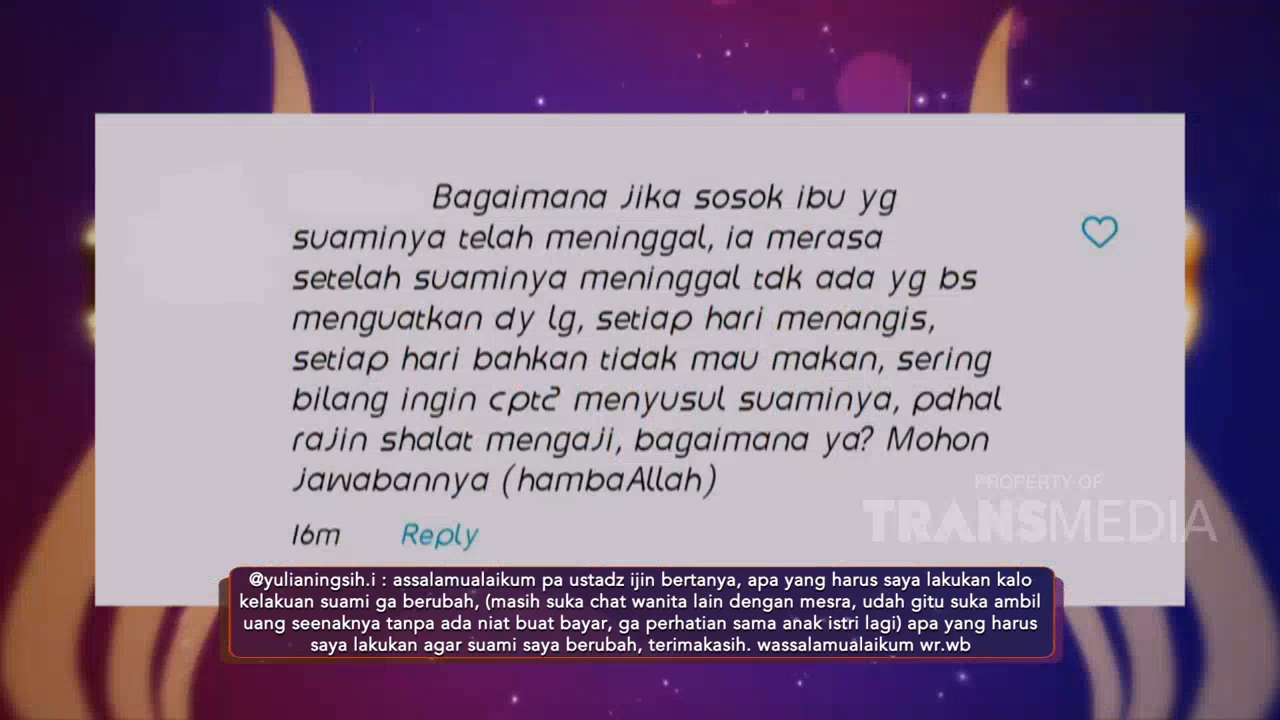 Bagaimana jika sosok ibu yg
suaminya telah meninggal, ia merasa
setelah suaminya meninggal tdk ada yg bs
menguatkan dy lg, setiap hari menangis,
setiap hari bahkan tidak mau makan, sering
bilang ingin cpt2 menyusul suaminya, pdhal
rajin shalat mengaji, bagaimana ya? Mohon
jawabannya (hambaAllah)
16m Reply
PROPERTY OF
TRANSMEDIA
@yulianingsih.i : assalamualaikum pa ustadz ijin bertanya, apa yang harus saya lakukan kalo
kelakuan suami ga berubah, (masih suka chat wanita lain dengan mesra, udah gitu suka ambil
uang seenaknya tanpa ada niat buat bayar, ga perhatian sama anak istri lagi) apa yang harus
saya lakukan agar suami saya berubah, terimakasih. wassalamualaikum wr.wb